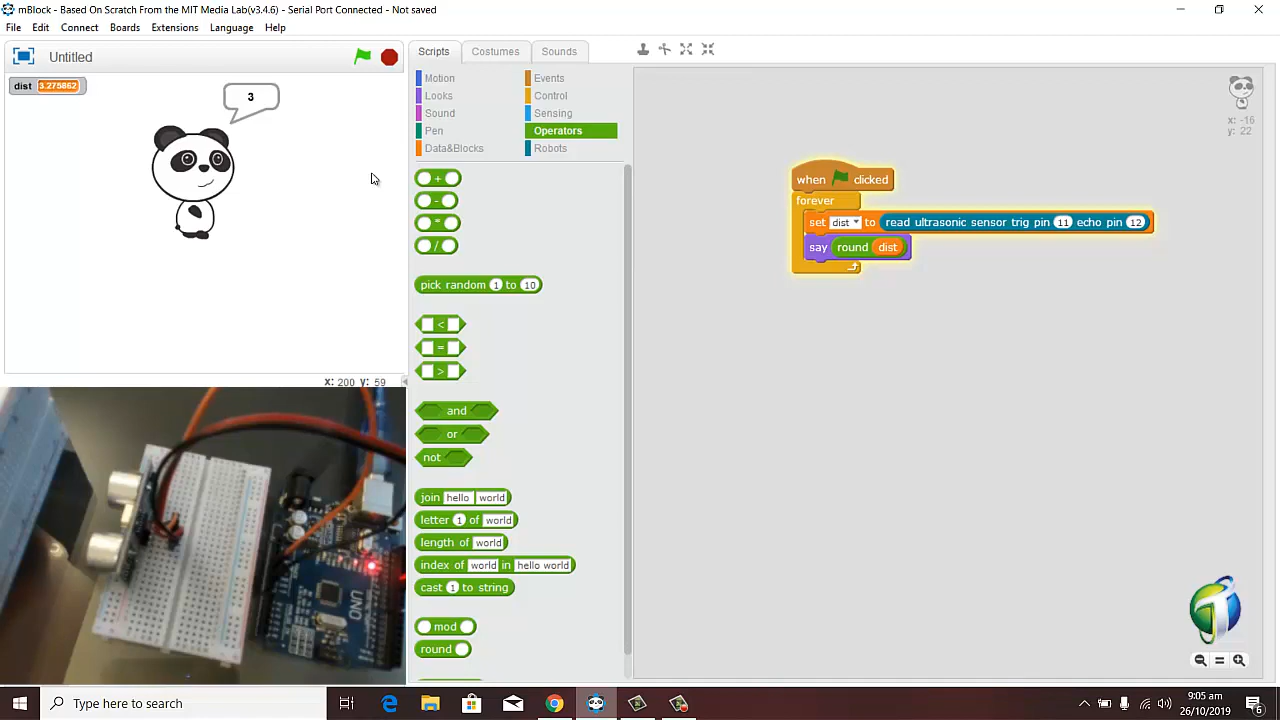 mBlock - Based On Scratch From the MIT Media Lab(v3.4.6) - Serial Port Connected - Not saved
File Edit Connect Boards Extensions Language Help
Untitled
Scripts Costumes Sounds
dist 3.275862
3
Motion
Looks
Sound
Pen
Data&Blocks
Events
Control
Sensing
Operators
Robots
+
-
*
/
pick random 1 to 10
<
=
>
and
or
not
join hello world
letter 1 of world
length of world
index of world in hello world
cast 1 to string
mod
round
x: -16
y: 22
when clicked
forever
set dist to read ultrasonic sensor trig pin 11 echo pin 12
say round dist
x: 200 y: 59
UNO
Type here to search
9:05 am
26/10/2019